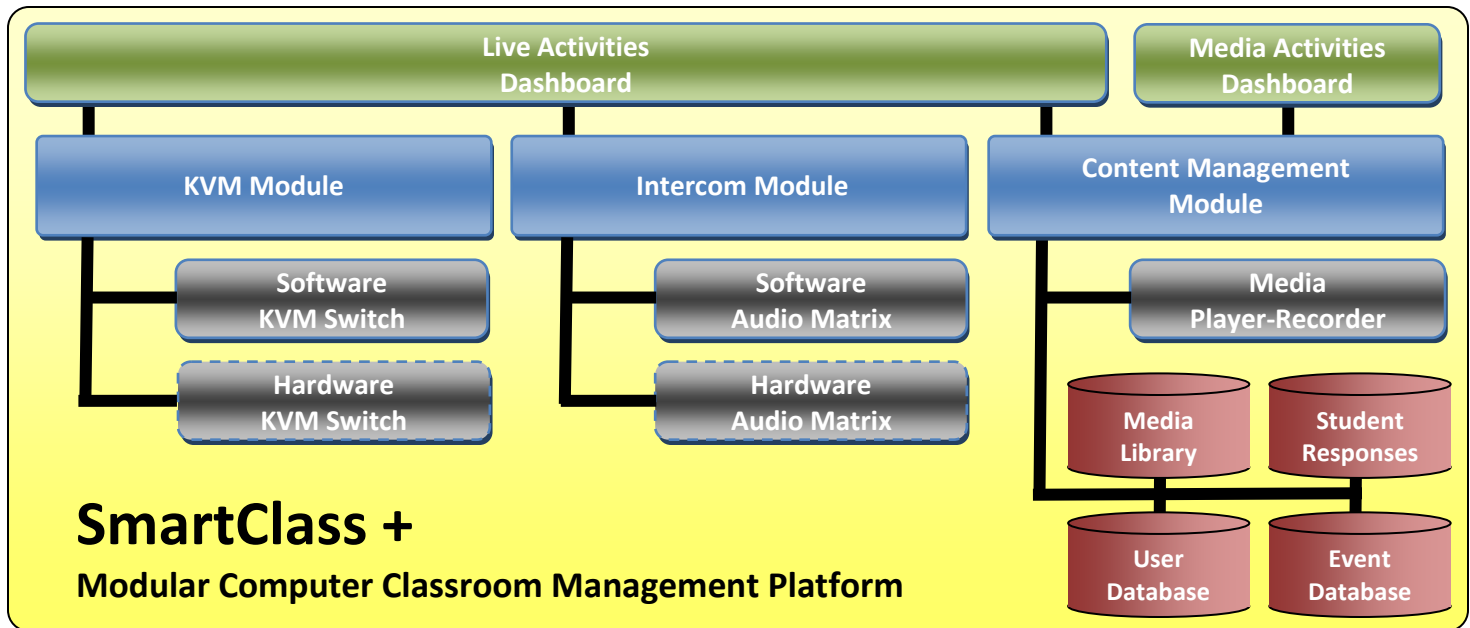 Live Activities
Dashboard
Media Activities
Dashboard
KVM Module
Intercom Module
Content Management
Module
Software
KVM Switch
Software
Audio Matrix
Media
Player-Recorder
Hardware
KVM Switch
Hardware
Audio Matrix
Media
Library
Student
Responses
User
Database
Event
Database
SmartClass +
Modular Computer Classroom Management Platform